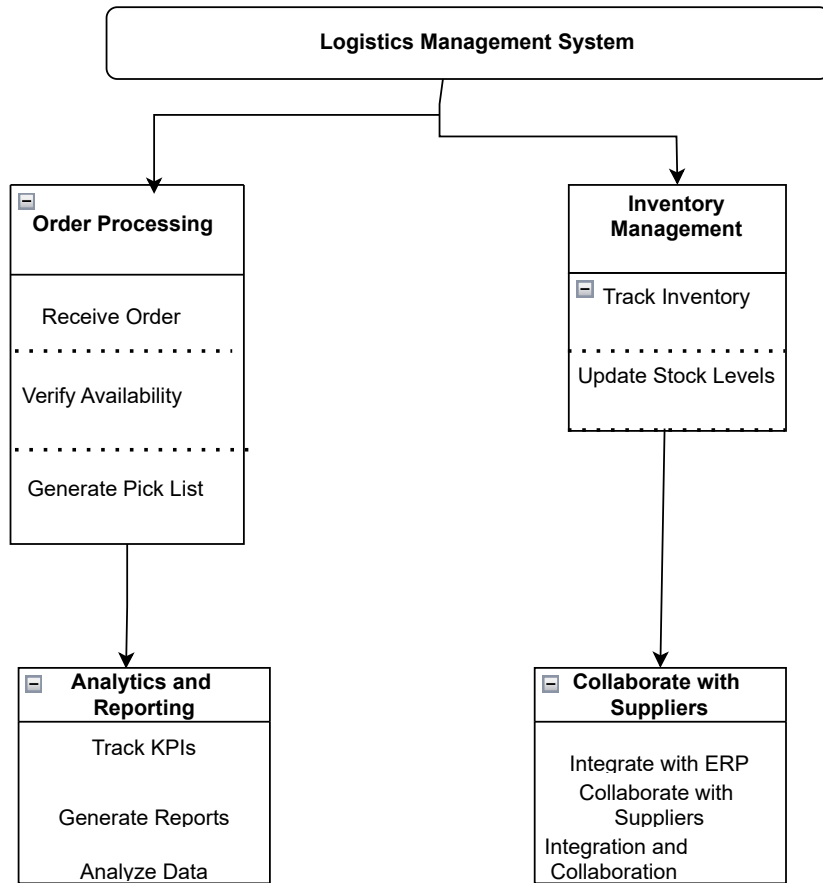 Logistics Management System
Order Processing
Receive Order
Verify Availability
Generate Pick List
Inventory
Management
Track Inventory
Update Stock Levels
Analytics and
Reporting
Track KPIs
Generate Reports
Analyze Data
Collaborate with
Suppliers
Integrate with ERP
Collaborate with
Suppliers
Integration and
Collaboration